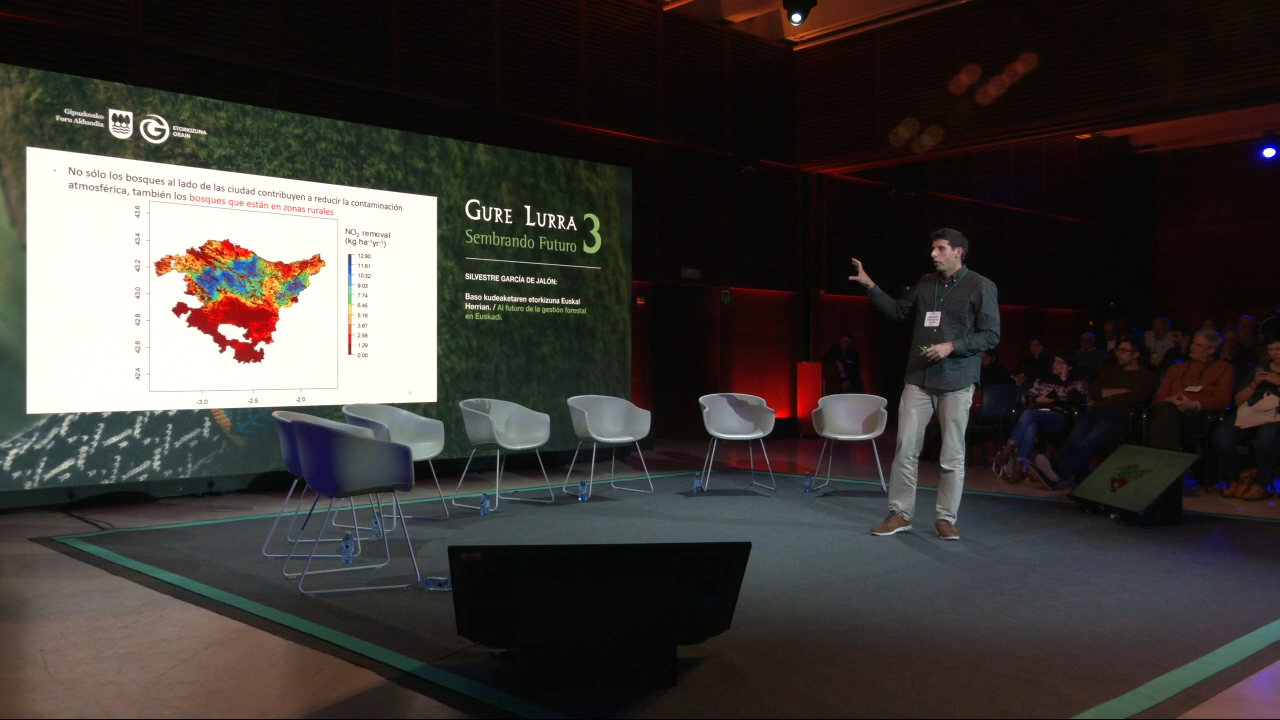 Gipuzkoako
Foru Aldundia
ETORKIZUNA
ORAIN
No sólo los bosques al lado de las ciudad contribuyen a reducir la contaminación
atmosférica, también los bosques que están en zonas rurales
NO₂ removal
(kg ha⁻¹yr⁻¹)
12.90
11.61
10.32
9.03
7.74
6.45
5.18
3.87
2.58
1.29
0.00
43.6
43.4
43.2
43.0
42.8
42.6
42.4
-3.0
-2.5
-2.0
GURE LURRA 3
Sembrando Futuro
SILVESTRE GARCÍA DE JALÓN:
Baso kudeaketaren etorkizuna Euskal
Herrian. / Al futuro de la gestión forestal
en Euskadi.